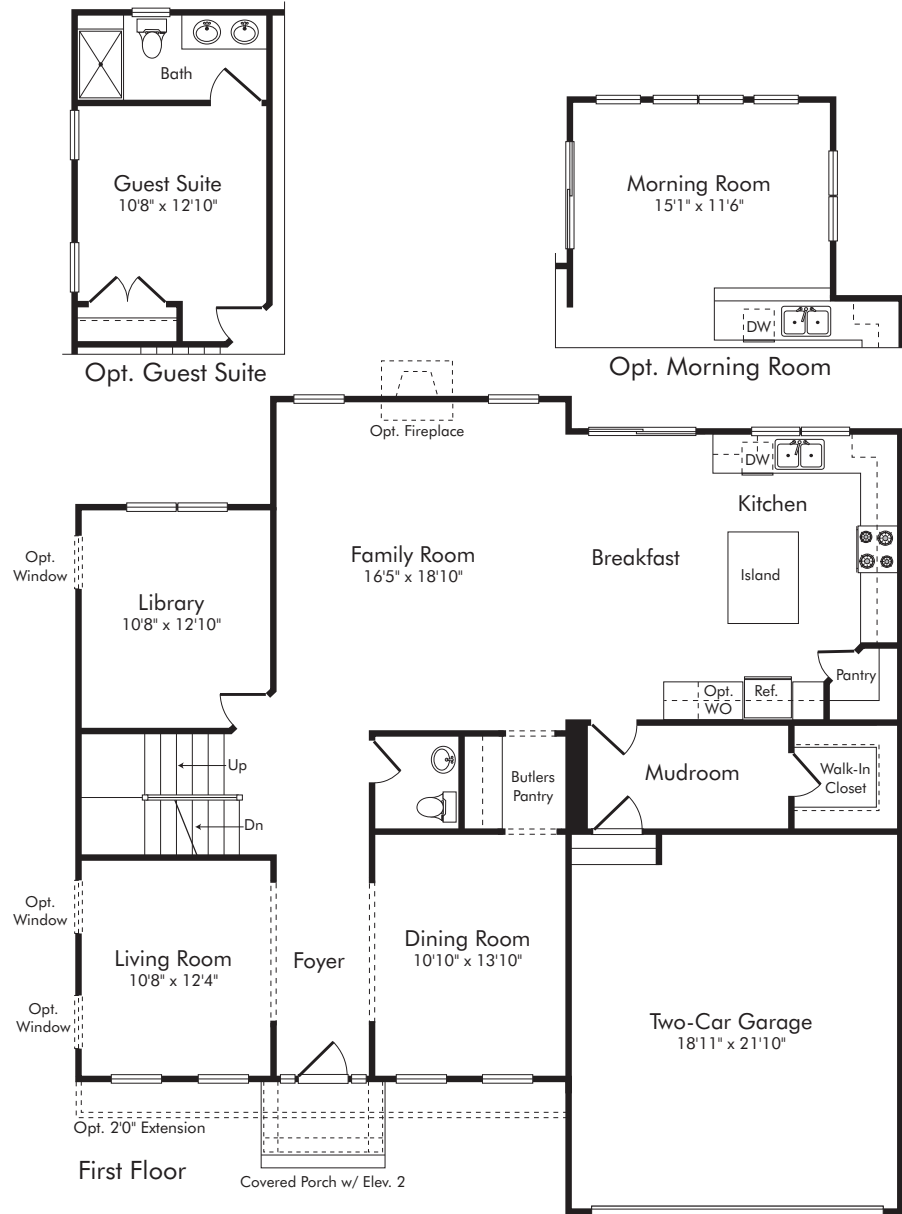 Bath
Guest Suite
10'8" x 12'10"
Opt. Guest Suite
Morning Room
15'1" x 11'6"
DW
Opt. Morning Room
Opt. Fireplace
DW
Kitchen
Opt.
Window
Family Room
16'5" x 18'10"
Breakfast
Island
Library
10'8" x 12'10"
Pantry
Opt.
WO
Ref.
Up
Dn
Butlers
Pantry
Mudroom
Walk-In
Closet
Opt.
Window
Living Room
10'8" x 12'4"
Foyer
Dining Room
10'10" x 13'10"
Opt.
Window
Two-Car Garage
18'11" x 21'10"
Opt. 2'0" Extension
First Floor
Covered Porch w/ Elev. 2